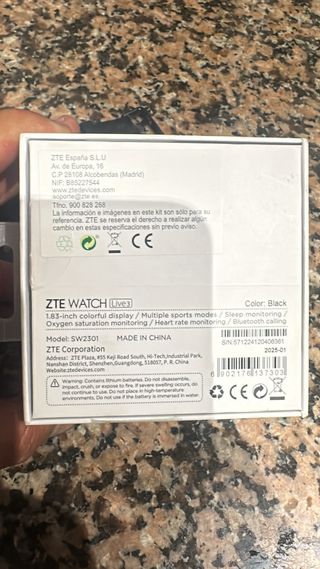 ZTE España S.L.U
Av. de Europa, 16
C.P 28108 Alcobendas (Madrid)
NIF: B85227544
www.ztedevices.com
soporte@zte.es
Tfno. 900 828 268
La información e imágenes en este kit son sólo para su
referencia. ZTE se reserva el derecho a realizar algún
cambio en estas especificaciones sin previo aviso.
CE
ZTE WATCH Live3
Color: Black
1.83-inch colorful display / Multiple sports modes / Sleep monitoring /
Oxygen saturation monitoring / Heart rate monitoring / Bluetooth calling
Model: SW2301 MADE IN CHINA
ZTE Corporation
Address: ZTE Plaza, #55 Keji Road South, Hi-Tech,Industrial Park,
Nanshan District, Shenzhen,Guangdong, 518057, P. R. China
Website:ztedevices.com
S/N:571224120406361
2025-01
6 902176 137303
Warning: Contains lithium batteries. Do not disassemble,
impact, crush, or expose to fire. If severe swelling occurs, do
not continue to use. Do not place in high-temperature
environments. Do not use if the battery is immersed in water.
CE